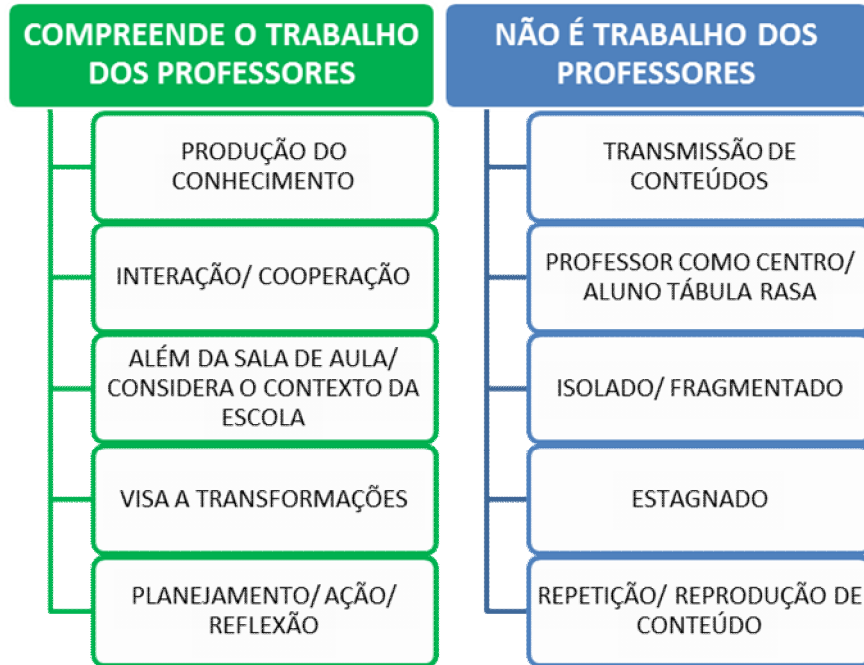 COMPREENDE O TRABALHO
DOS PROFESSORES
PRODUÇÃO DO
CONHECIMENTO
INTERAÇÃO/ COOPERAÇÃO
ALÉM DA SALA DE AULA/
CONSIDERA O CONTEXTO DA
ESCOLA
VISA A TRANSFORMAÇÕES
PLANEJAMENTO/ AÇÃO/
REFLEXÃO
NÃO É TRABALHO DOS
PROFESSORES
TRANSMISSÃO DE
CONTEÚDOS
PROFESSOR COMO CENTRO/
ALUNO TÁBULA RASA
ISOLADO/ FRAGMENTADO
ESTAGNADO
REPETIÇÃO/ REPRODUÇÃO DE
CONTEÚDO